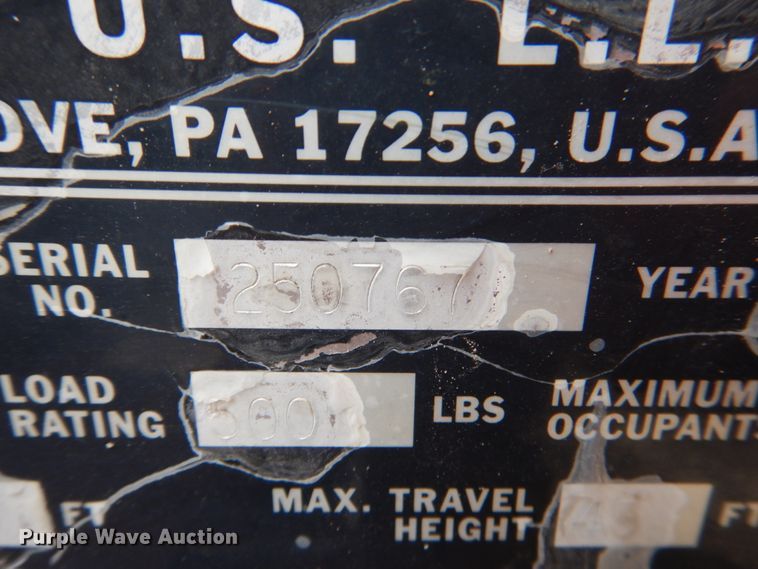 U.S. L.L.
OVE, PA 17256, U.S.A
SERIAL NO. 250767 YEAR
LOAD RATING 500 LBS MAXIMUM OCCUPANTS
FT MAX. TRAVEL HEIGHT FT
Purple Wave Auction